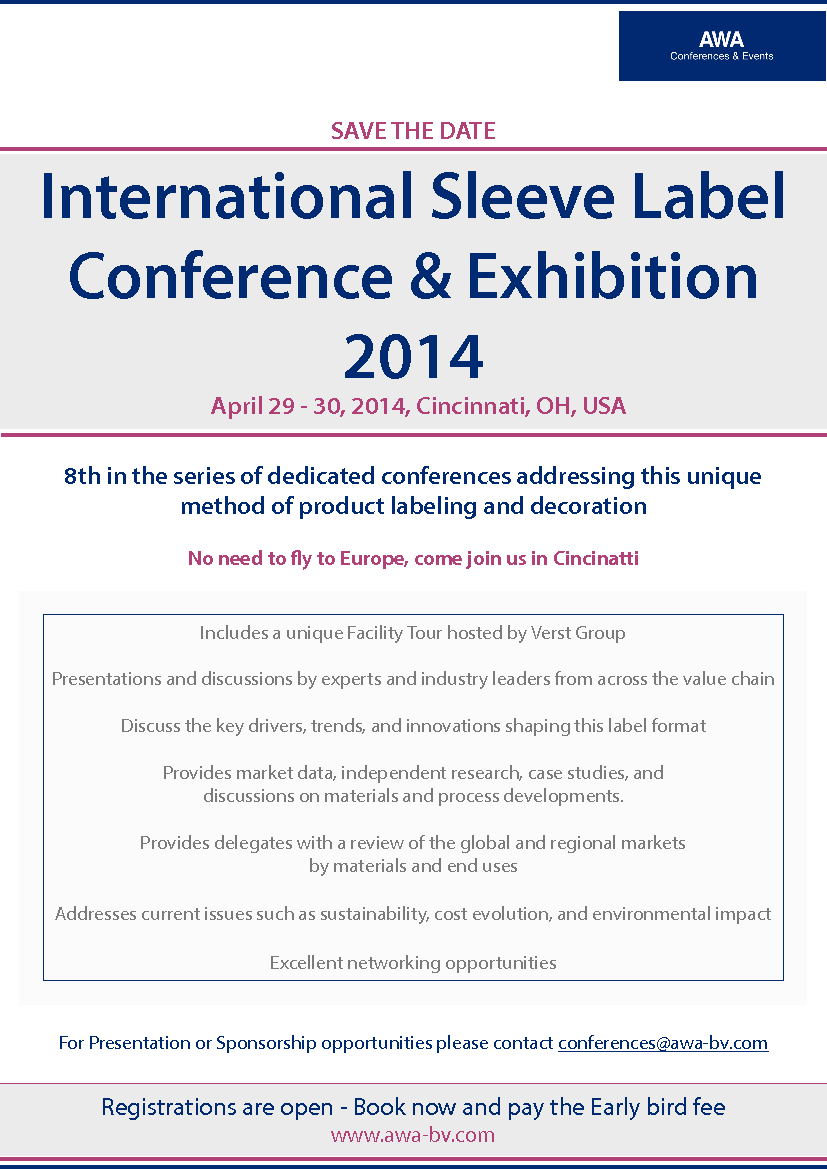 AWA
Conferences & Events
SAVE THE DATE
International Sleeve Label
Conference & Exhibition
2014
April 29 - 30, 2014, Cincinnati, OH, USA
8th in the series of dedicated conferences addressing this unique
method of product labeling and decoration
No need to fly to Europe, come join us in Cincinatti
Includes a unique Facility Tour hosted by Verst Group
Presentations and discussions by experts and industry leaders from across the value chain
Discuss the key drivers, trends, and innovations shaping this label format
Provides market data, independent research, case studies, and
discussions on materials and process developments.
Provides delegates with a review of the global and regional markets
by materials and end uses
Addresses current issues such as sustainability, cost evolution, and environmental impact
Excellent networking opportunities
For Presentation or Sponsorship opportunities please contact conferences@awa-bv.com
Registrations are open - Book now and pay the Early bird fee
www.awa-bv.com